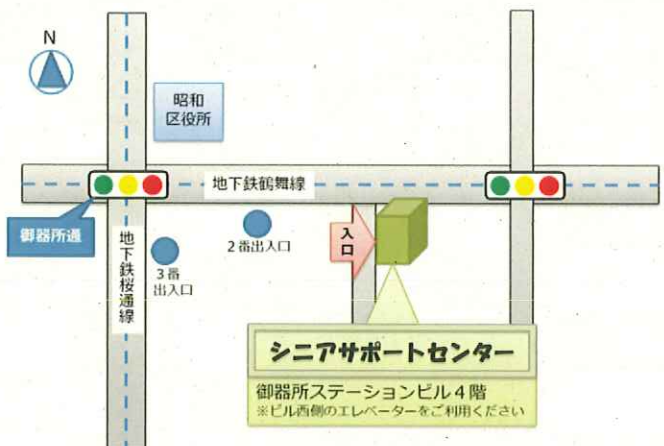 N
昭和
区役所
地下鉄鶴舞線
御器所通
地下鉄桜通線
2番出入口
3番
出入口
入口
シニアサポートセンター
御器所ステーションビル4階
※ビル西側のエレベーターをご利用ください